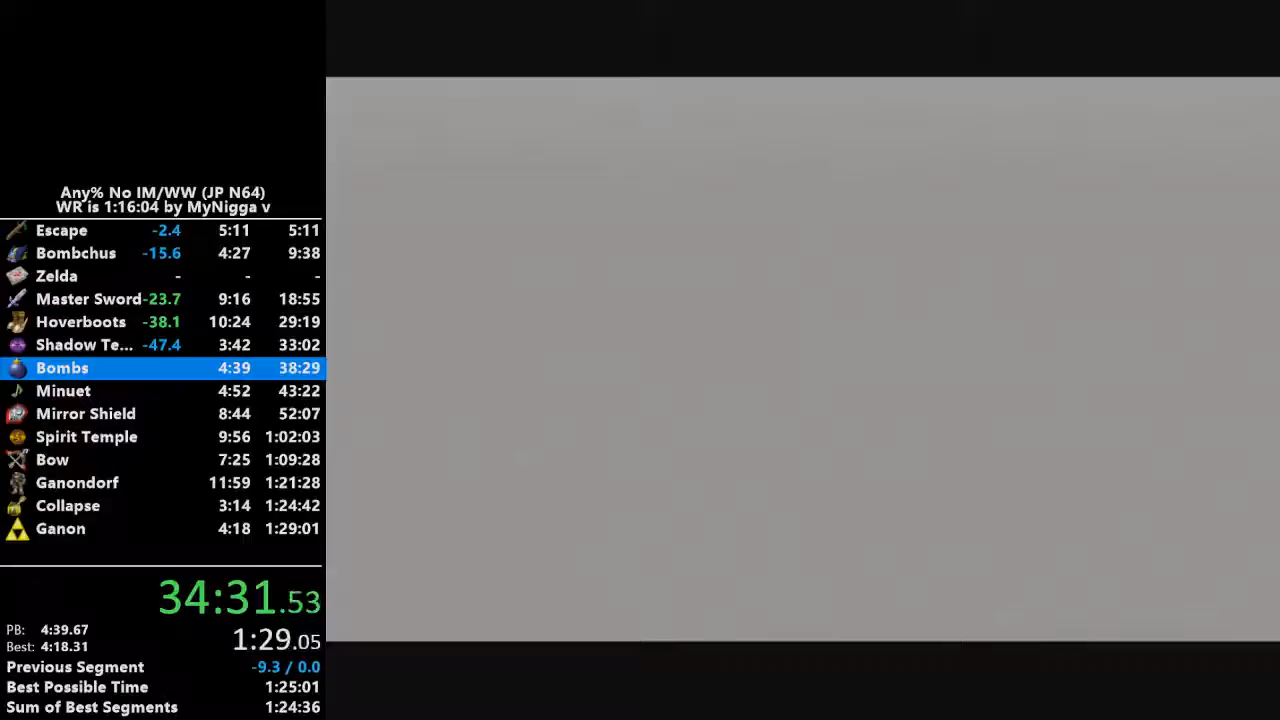 Any% No IM/WW (JP N64)
WR is 1:16:04 by MyNigga v
Escape -2.4 5:11 5:11
Bombchus -15.6 4:27 9:38
Zelda - - -
Master Sword -23.7 9:16 18:55
Hoverboots -38.1 10:24 29:19
Shadow Te... -47.4 3:42 33:02
Bombs 4:39 38:29
Minuet 4:52 43:22
Mirror Shield 8:44 52:07
Spirit Temple 9:56 1:02:03
Bow 7:25 1:09:28
Ganondorf 11:59 1:21:28
Collapse 3:14 1:24:42
Ganon 4:18 1:29:01
34:31.53
PB: 4:39.67
Best: 4:18.31
1:29.05
Previous Segment -9.3 / 0.0
Best Possible Time 1:25:01
Sum of Best Segments 1:24:36